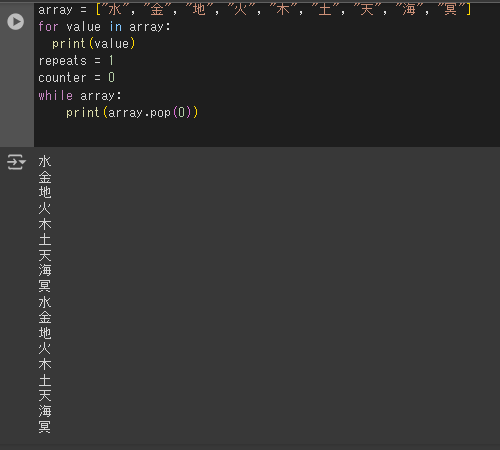 array = ["水", "金", "地", "火", "木", "土", "天", "海", "冥"]
for value in array:
  print(value)
repeats = 1
counter = 0
while array:
    print(array.pop(0))
水
金
地
火
木
土
天
海
冥
水
金
地
火
木
土
天
海
冥